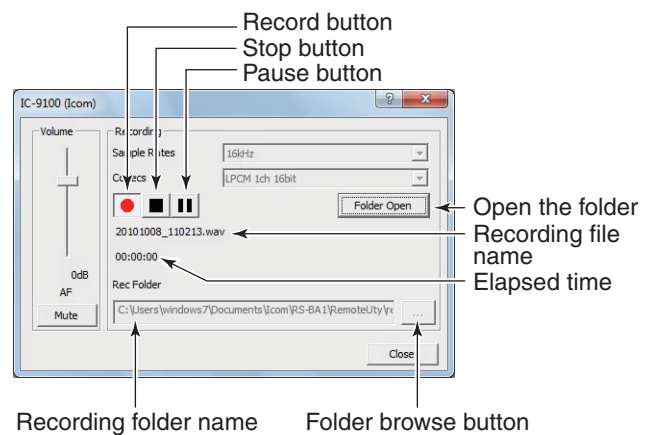 Record button
Stop button
Pause button
IC-9100 (Icom)
Volume
Recording
Sample Rates
16kHz
Codecs
LPCM 1ch 16bit
Folder Open
Open the folder
20101008_110213.wav
Recording file
name
00:00:00
Elapsed time
0dB
AF
Rec Folder
Mute
C:\Users\windows7\Documents\Icom\RS-BA1\RemoteUty\re
...
Close
Recording folder name
Folder browse button